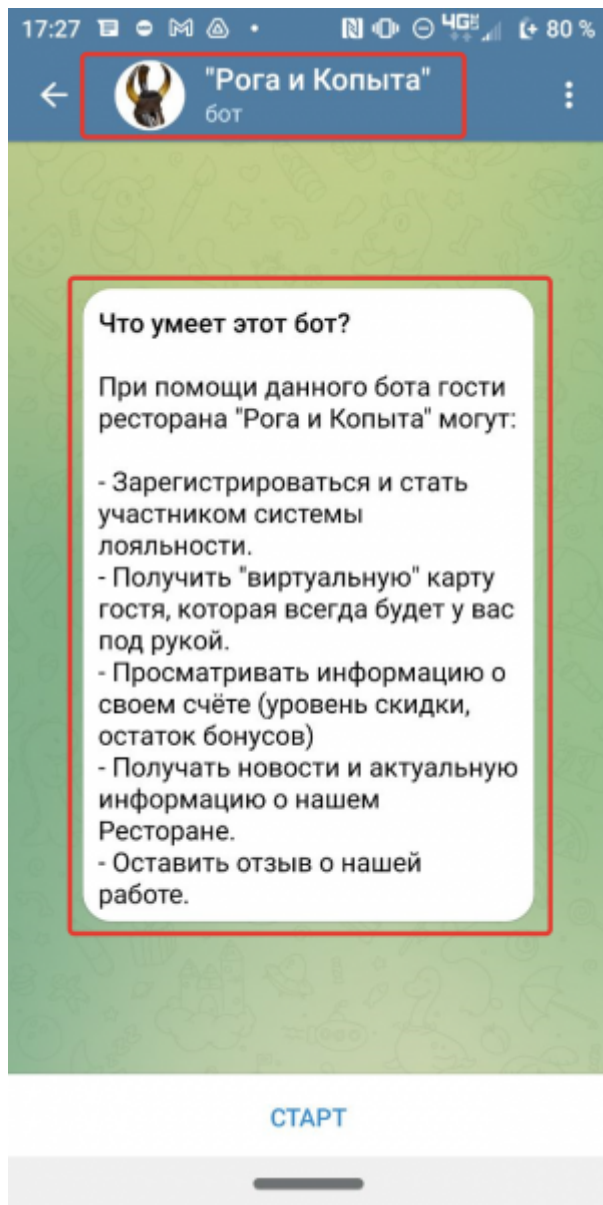 17:27
4G
80 %
"Рога и Копыта"
бот
Что умеет этот бот?
При помощи данного бота гости
ресторана "Рога и Копыта" могут:
- Зарегистрироваться и стать
участником системы
лояльности.
- Получить "виртуальную" карту
гостя, которая всегда будет у вас
под рукой.
- Просматривать информацию о
своем счёте (уровень скидки,
остаток бонусов)
- Получать новости и актуальную
информацию о нашем
Ресторане.
- Оставить отзыв о нашей
работе.
СТАРТ